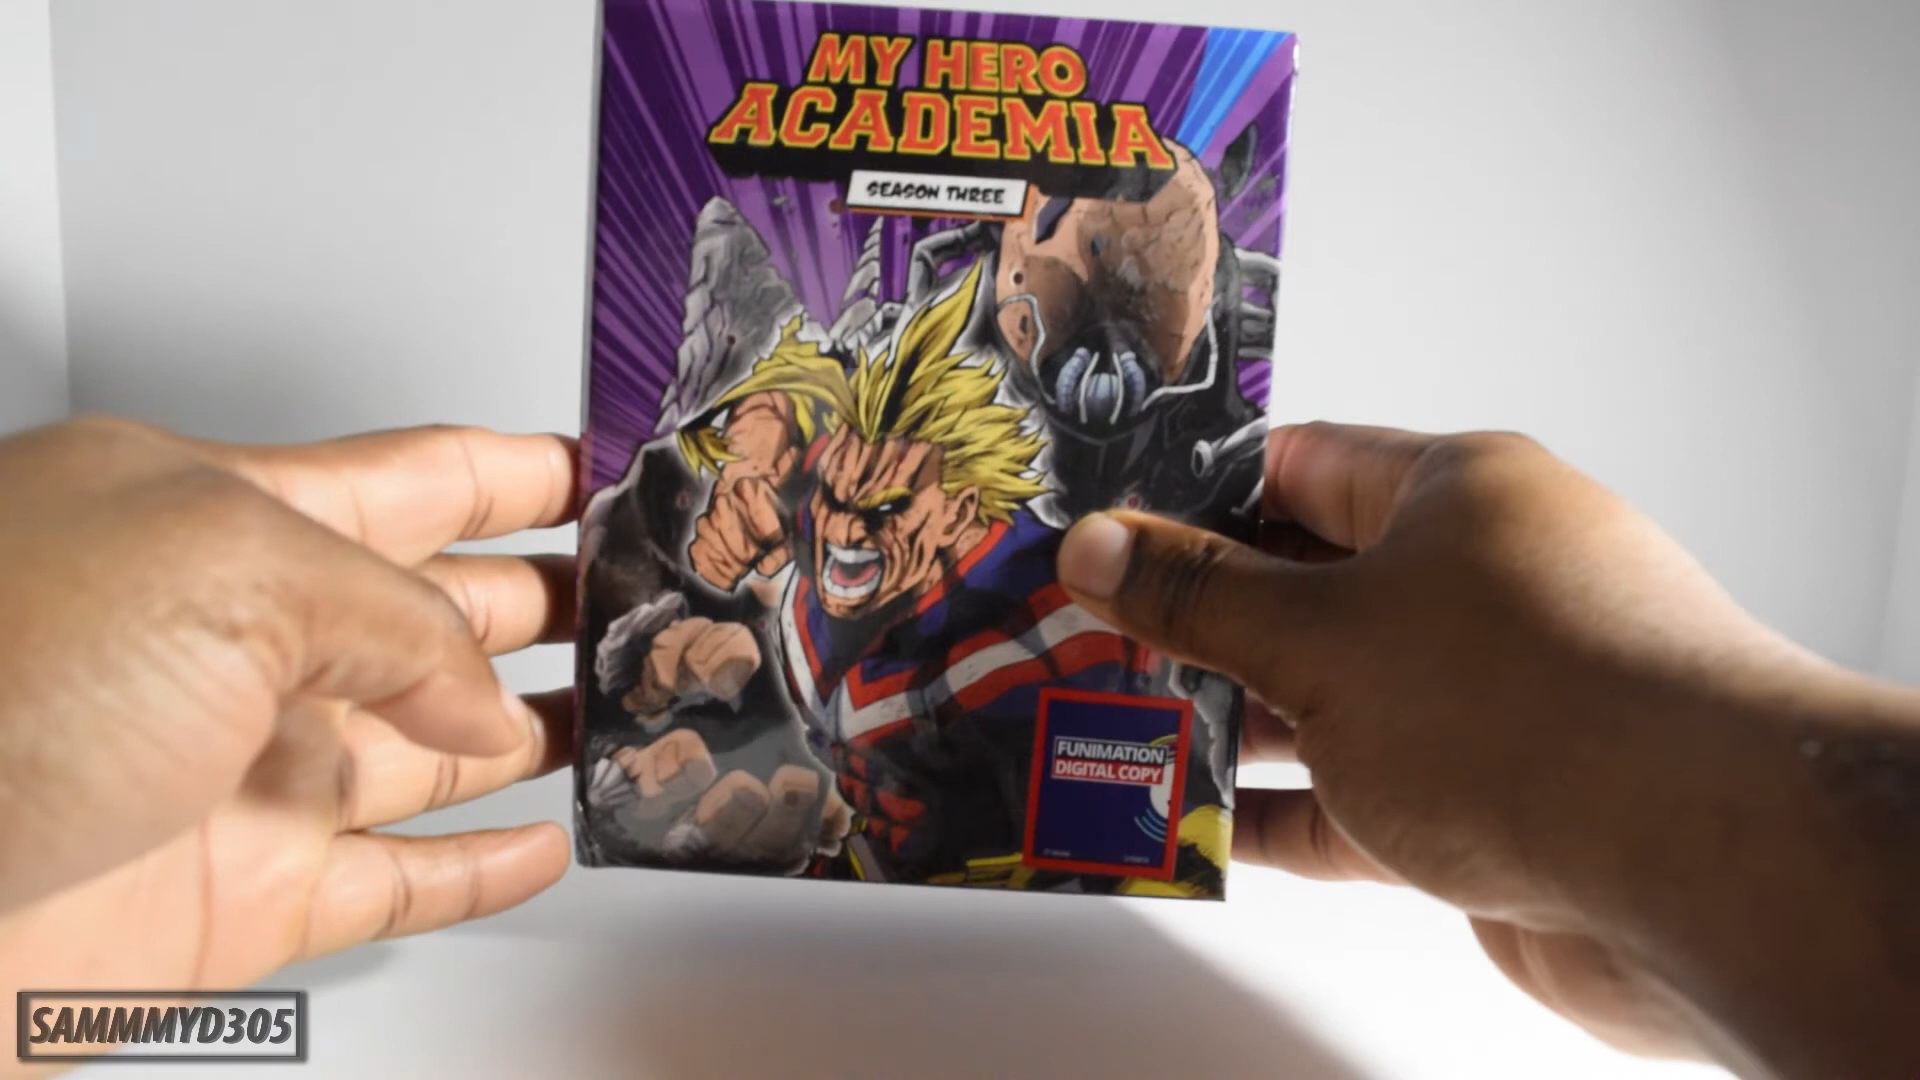 MY HERO
ACADEMIA
SEASON THREE
FUNIMATION
DIGITAL COPY
SAMMMYD305